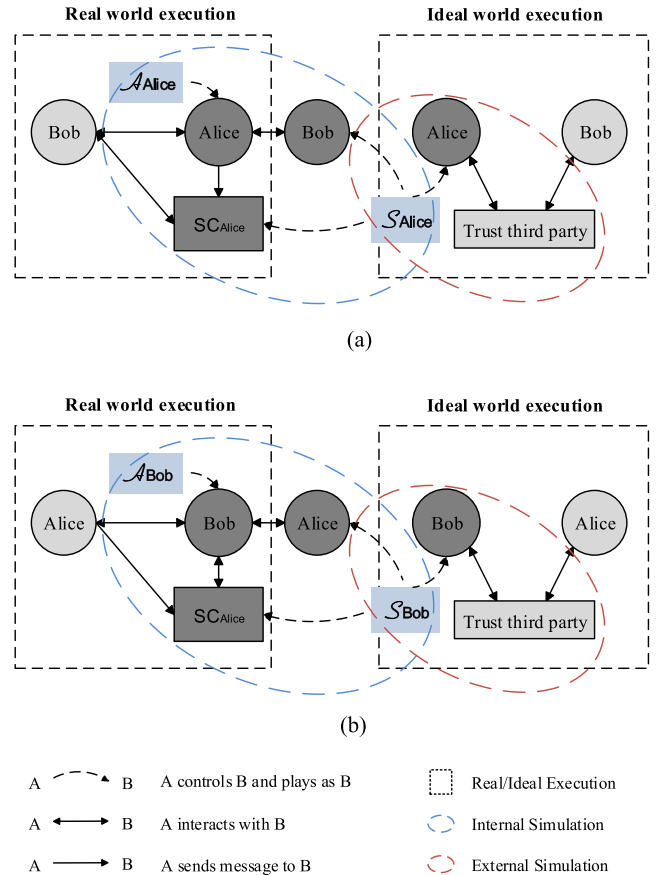 Real world execution
Ideal world execution
𝒜Alice
Bob
Alice
Bob
Alice
Bob
SCAlice
𝒮Alice
Trust third party
(a)
Real world execution
Ideal world execution
𝒜Bob
Alice
Bob
Alice
Bob
Alice
SCAlice
𝒮Bob
Trust third party
(b)
A B A controls B and plays as B
Real/Ideal Execution
A B A interacts with B
Internal Simulation
A B A sends message to B
External Simulation